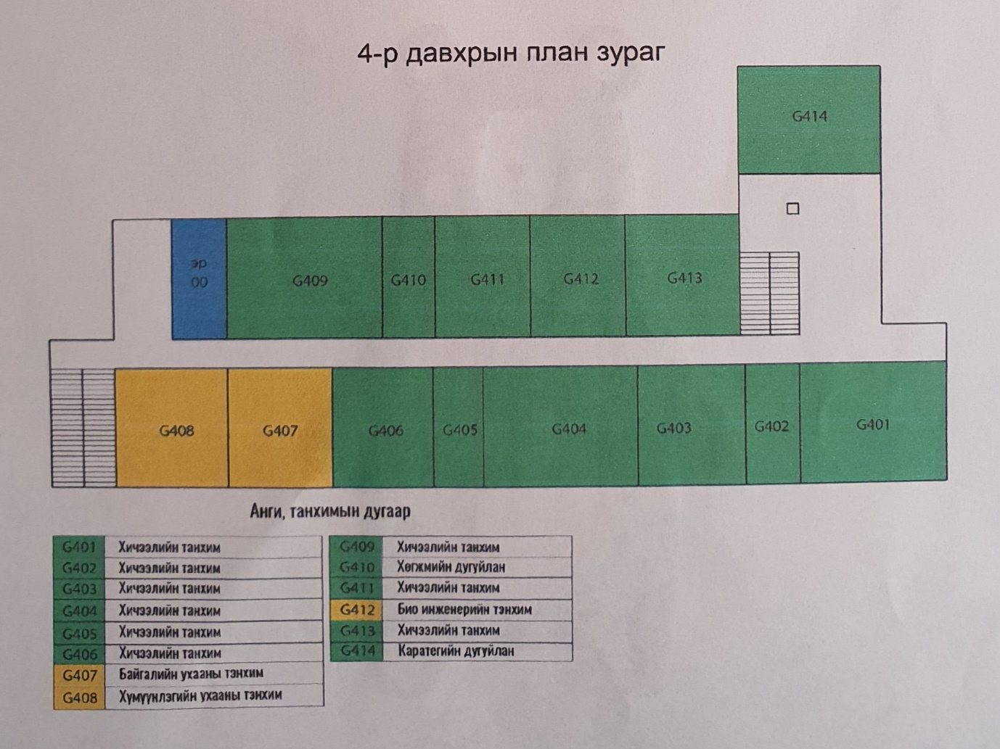 4-р давхрын план зураг
G414
эр
00
G409
G410
G411
G412
G413
G408
G407
G406
G405
G404
G403
G402
G401
Анги, танхимын дугаар
G401 Хичээлийн танхим
G402 Хичээлийн танхим
G403 Хичээлийн танхим
G404 Хичээлийн танхим
G405 Хичээлийн танхим
G406 Хичээлийн танхим
G407 Байгалийн ухааны тэнхим
G408 Хүмүүнлэгийн ухааны тэнхим
G409 Хичээлийн танхим
G410 Хөгжмийн дугуйлан
G411 Хичээлийн танхим
G412 Био инженерийн тэнхим
G413 Хичээлийн танхим
G414 Каратегийн дугуйлан